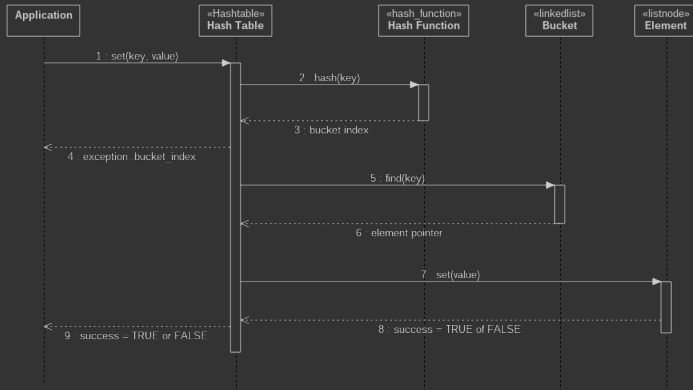 Application
«Hashtable»
Hash Table
«hash_function»
Hash Function
«linkedlist»
Bucket
«listnode»
Element
1 : set(key, value)
2 : hash(key)
3 : bucket index
4 : exception..bucket_index
5 : find(key)
6 : element pointer
7 : set(value)
8 : success = TRUE of FALSE
9 : success = TRUE or FALSE